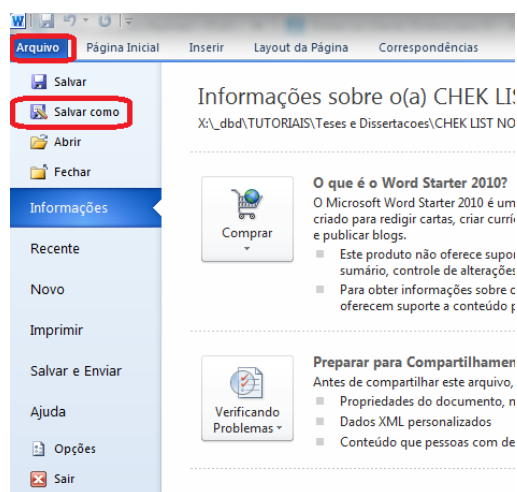 W
Arquivo Página Inicial Inserir Layout da Página Correspondências
Salvar
Salvar como
Abrir
Fechar
Informações
Recente
Novo
Imprimir
Salvar e Enviar
Ajuda
Opções
Sair
Informações sobre o(a) CHEK LIS
X:\_dbd\TUTORIAIS\Teses e Dissertacoes\CHEK LIST NO
Comprar
O que é o Word Starter 2010?
O Microsoft Word Starter 2010 é um
criado para redigir cartas, criar currí
e publicar blogs.
Este produto não oferece supor
sumário, controle de alterações
Para obter informações sobre o
oferecem suporte a conteúdo p
Verificando
Problemas
Preparar para Compartilhamen
Antes de compartilhar este arquivo,
Propriedades do documento, n
Dados XML personalizados
Conteúdo que pessoas com de